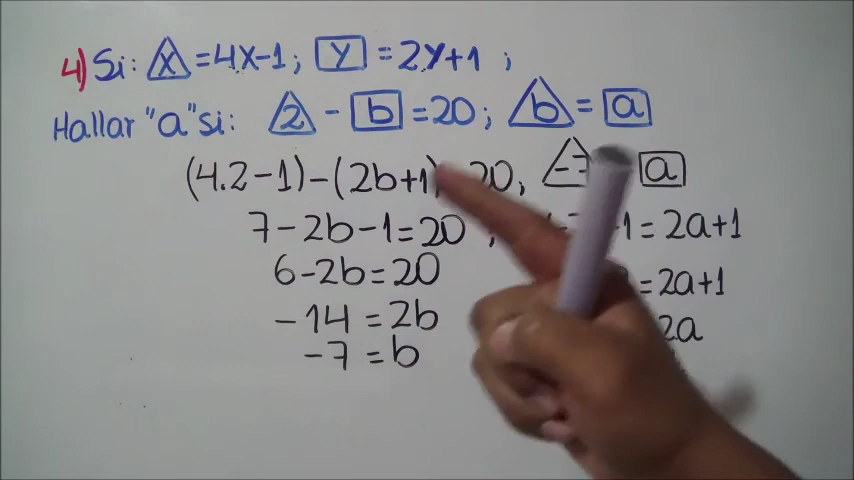 4) Si: x = 4x-1; y = 2y+1 ;
Hallar "a" si: 2 - b = 20; b = a
(4.2-1)-(2b+1) 20, -7 a
7-2b-1=20 ; 1=2a+1
6-2b=20 =2a+1
-14=2b 2a
-7=b